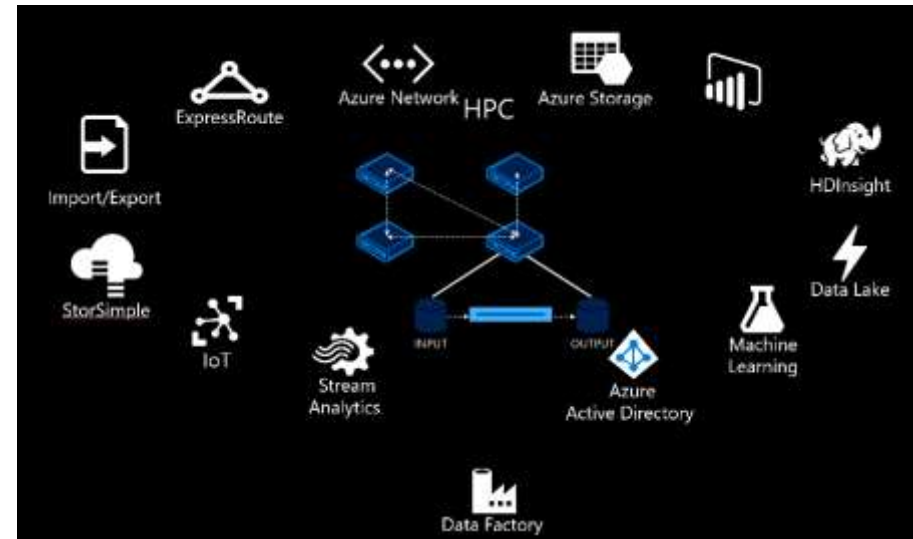 Azure Network
HPC
Azure Storage
ExpressRoute
Import/Export
HDInsight
StorSimple
Data Lake
IoT
INPUT
OUTPUT
Machine
Learning
Stream
Analytics
Azure
Active Directory
Data Factory